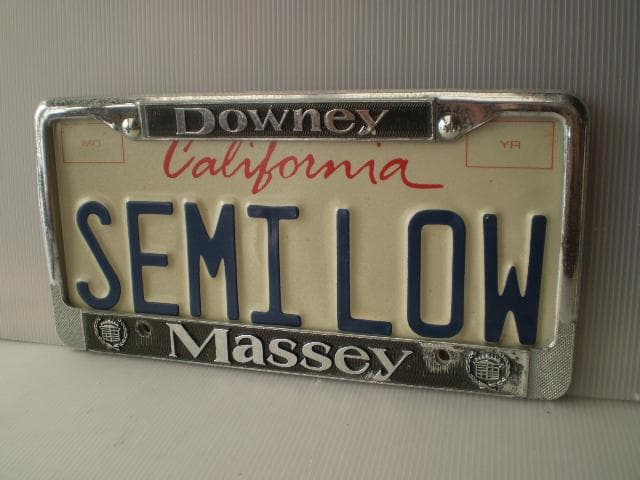 Downey
MO YR
California
SEMI LOW
Massey